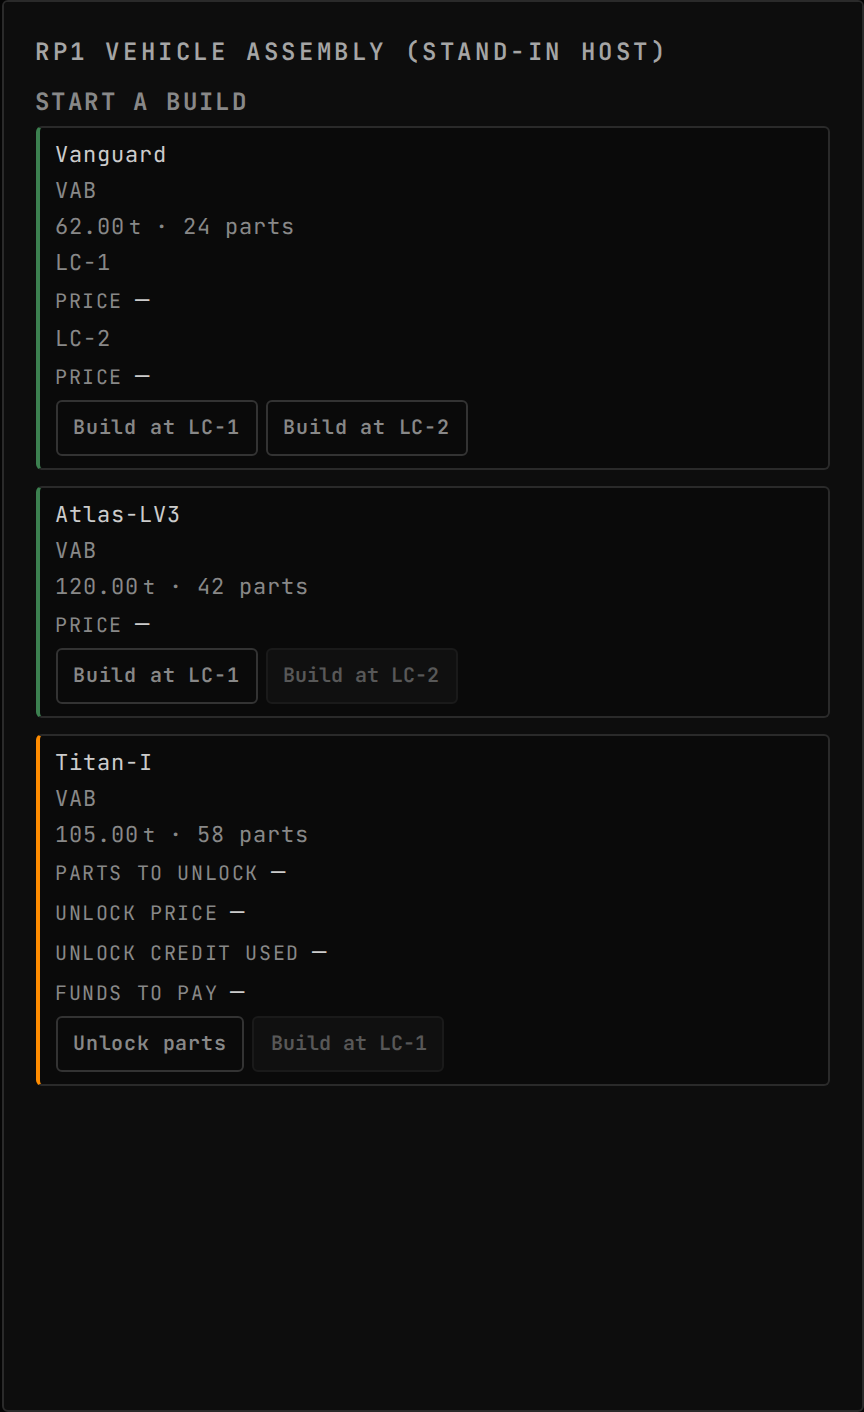 RP1 VEHICLE ASSEMBLY (STAND-IN HOST)
START A BUILD
Vanguard
VAB
62.00 t · 24 parts
LC-1
PRICE —
LC-2
PRICE —
Build at LC-1 Build at LC-2
Atlas-LV3
VAB
120.00 t · 42 parts
PRICE —
Build at LC-1 Build at LC-2
Titan-I
VAB
105.00 t · 58 parts
PARTS TO UNLOCK —
UNLOCK PRICE —
UNLOCK CREDIT USED —
FUNDS TO PAY —
Unlock parts Build at LC-1